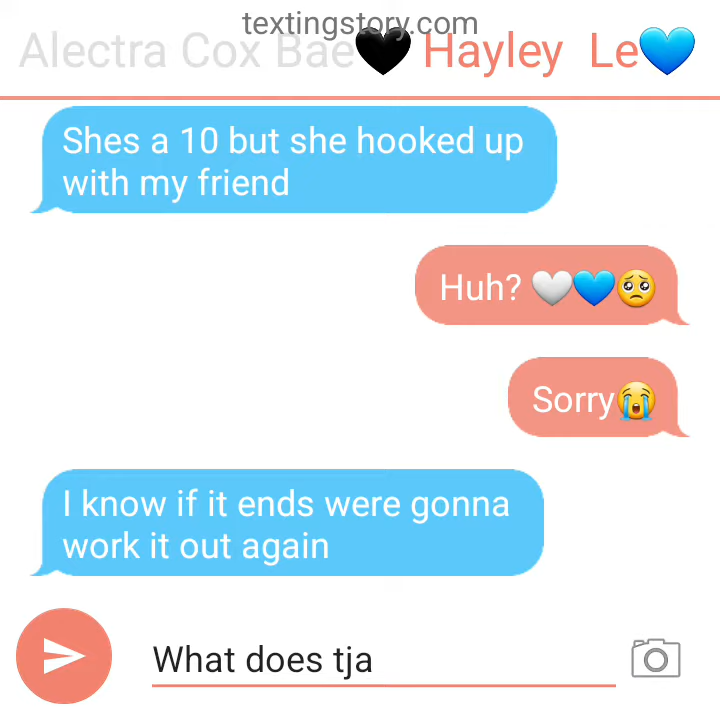 textingstory.com
Alectra Cox Bae🖤 Hayley Le💙
Shes a 10 but she hooked up
with my friend
Huh? 🤍💙🥺
Sorry😭
I know if it ends were gonna
work it out again
What does tja